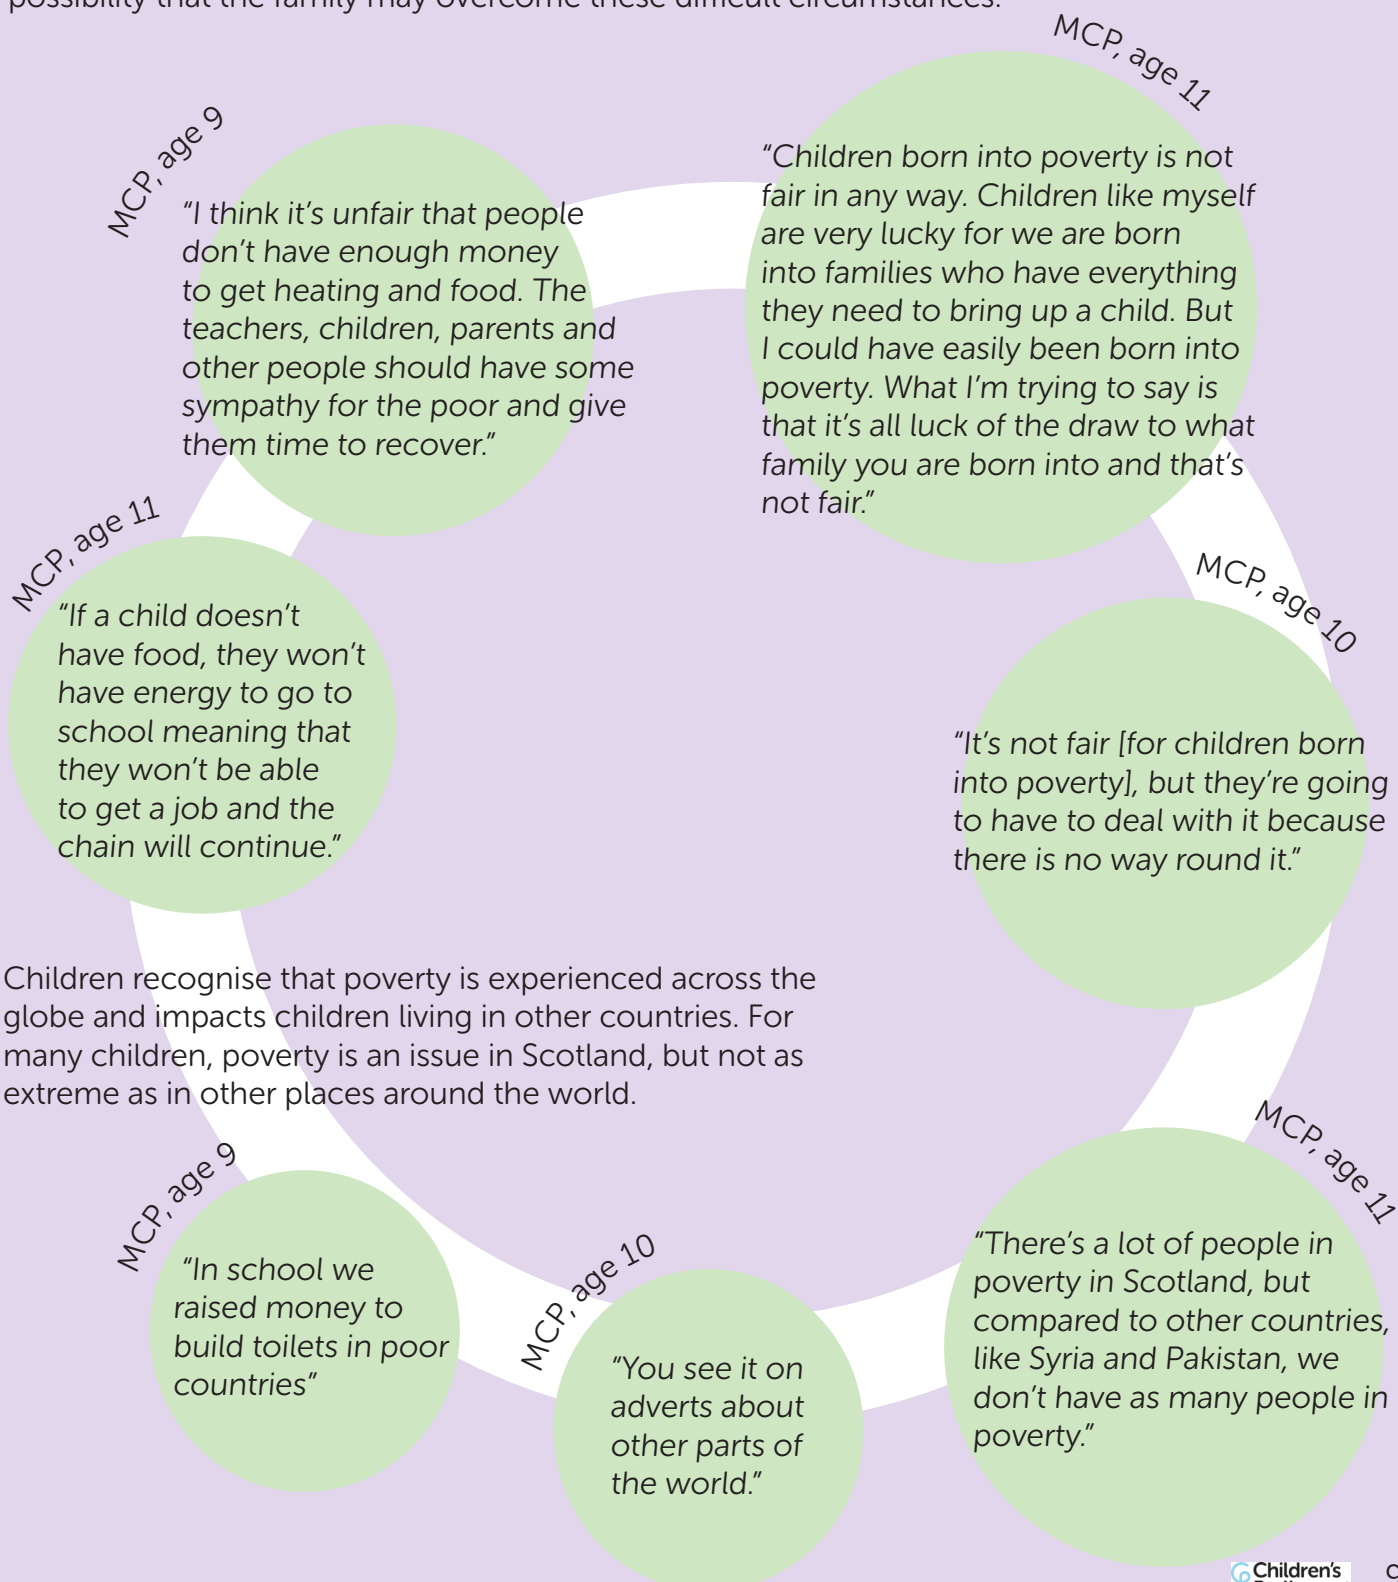 possibility that the family may overcome these difficult circumstances.
MCP, age 9
"I think it's unfair that people
don't have enough money
to get heating and food. The
teachers, children, parents and
other people should have some
sympathy for the poor and give
them time to recover."
MCP, age 11
"Children born into poverty is not
fair in any way. Children like myself
are very lucky for we are born
into families who have everything
they need to bring up a child. But
I could have easily been born into
poverty. What I'm trying to say is
that it's all luck of the draw to what
family you are born into and that's
not fair."
MCP, age 11
"If a child doesn't
have food, they won't
have energy to go to
school meaning that
they won't be able
to get a job and the
chain will continue."
MCP, age 10
"It's not fair [for children born
into poverty], but they're going
to have to deal with it because
there is no way round it."
Children recognise that poverty is experienced across the
globe and impacts children living in other countries. For
many children, poverty is an issue in Scotland, but not as
extreme as in other places around the world.
MCP, age 9
"In school we
raised money to
build toilets in poor
countries"
MCP, age 10
"You see it on
adverts about
other parts of
the world."
MCP, age 11
"There's a lot of people in
poverty in Scotland, but
compared to other countries,
like Syria and Pakistan, we
don't have as many people in
poverty."
Children's